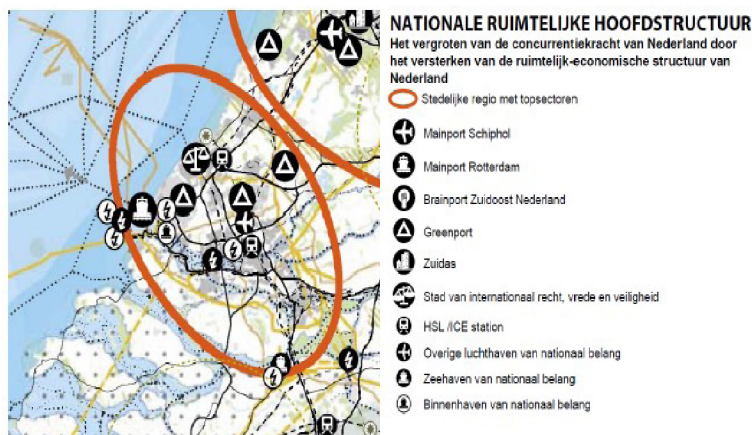 NATIONALE RUIMTELIJKE HOOFDSTRUCTUUR
Het vergroten van de concurrentiekracht van Nederland door
het versterken van de ruimtelijk-economische structuur van
Nederland
Stedelijke regio met topsectoren
Mainport Schiphol
Mainport Rotterdam
Brainport Zuidoost Nederland
Greenport
Zuidas
Stad van internationaal recht, vrede en veiligheid
HSL /ICE station
Overige luchthaven van nationaal belang
Zeehaven van nationaal belang
Binnenhaven van nationaal belang